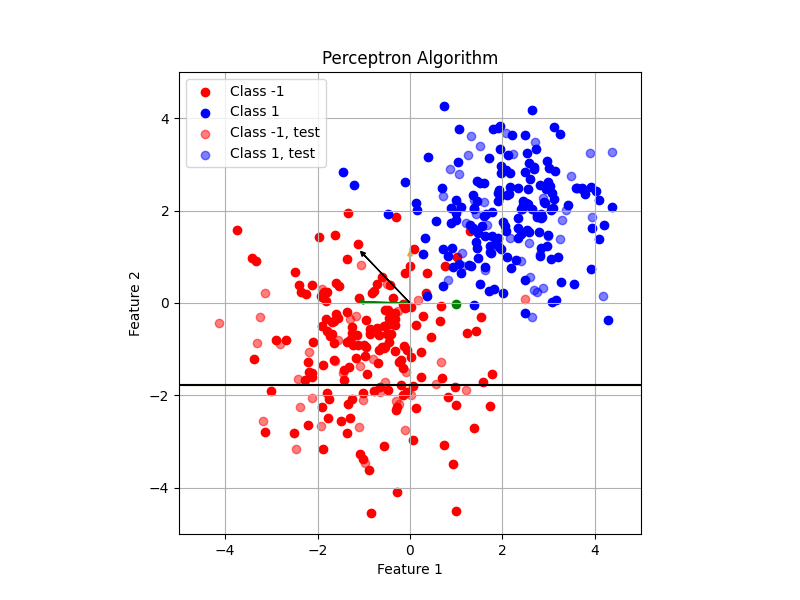 Perceptron Algorithm
Class -1
Class 1
Class -1, test
Class 1, test
4
2
0
−2
−4
Feature 2
−4
−2
0
2
4
Feature 1